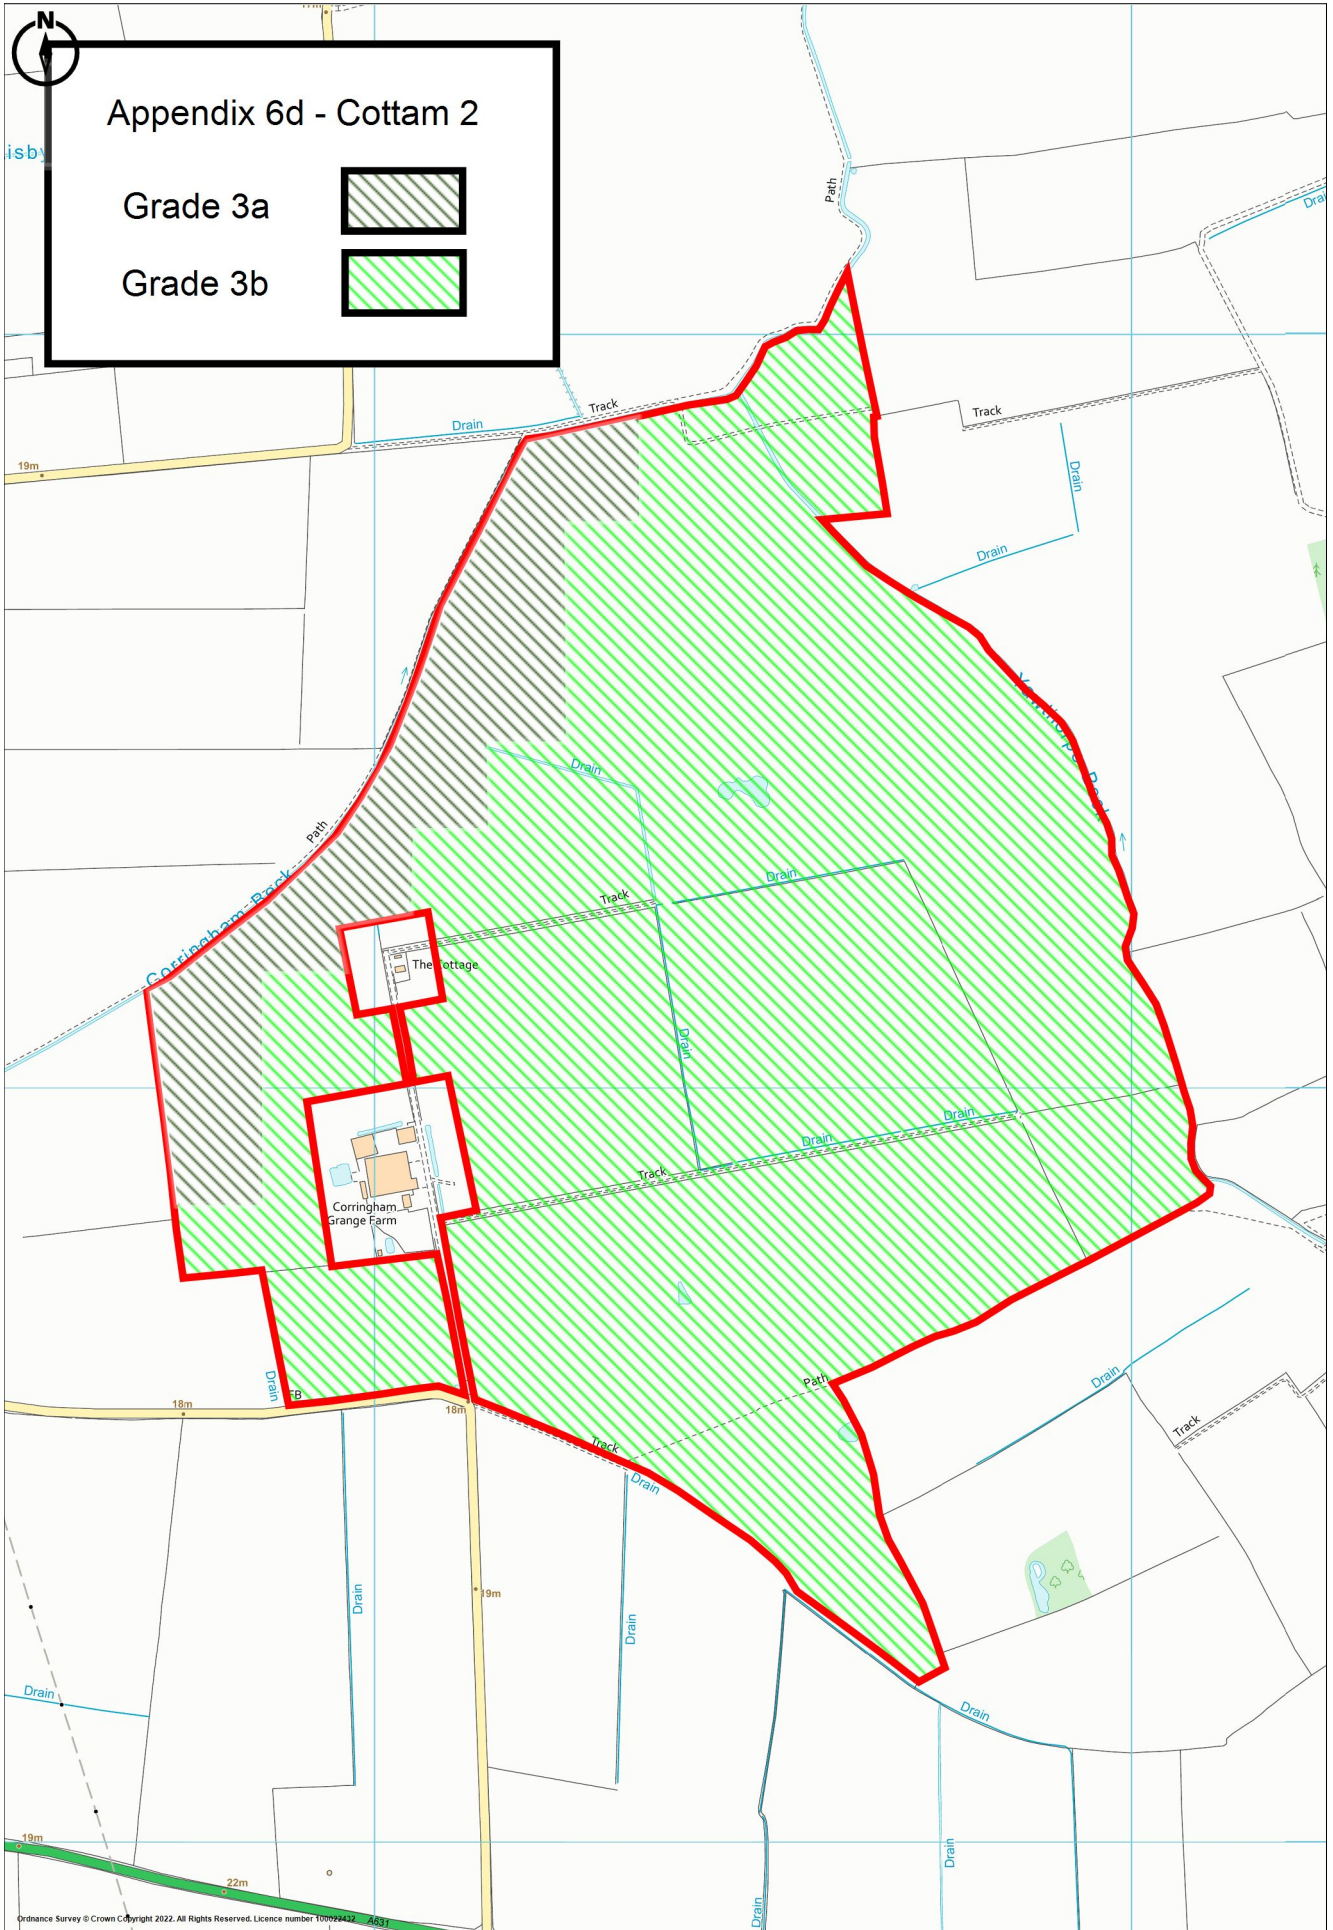 N
Appendix 6d - Cottam 2
isby
Grade 3a
Grade 3b
Path
Drain
Track
Drain
Track
19m
Drain
Drain
Yawthorpe Beck
Path
Drain
Drain
Track
Corringham Beck
The Cottage
Drain
Drain
Drain
Track
Corringham
Grange Farm
Path
Drain
Drain
FB
18m
18m
Track
Track
Drain
Drain
19m
Drain
Drain
Drain
Drain
19m
22m
Drain
Drain
A631
Ordnance Survey © Crown Copyright 2022. All Rights Reserved. Licence number 100022432